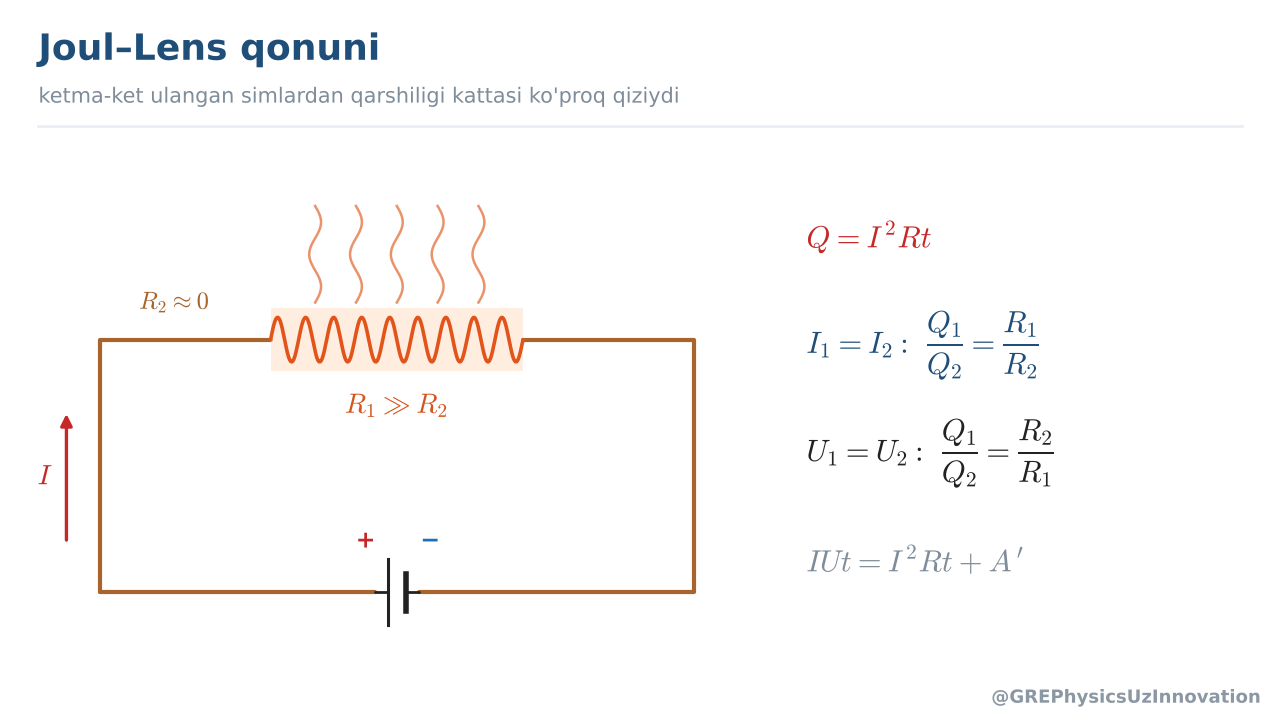 Joul–Lens qonuni
ketma-ket ulangan simlardan qarshiligi kattasi ko'proq qiziydi
Q = I²Rt
R₂ ≈ 0
I₁ = I₂ : Q₁/Q₂ = R₁/R₂
R₁ ≫ R₂
U₁ = U₂ : Q₁/Q₂ = R₂/R₁
I
+ −
IUt = I²Rt + A′
@GREPhysicsUzInnovation